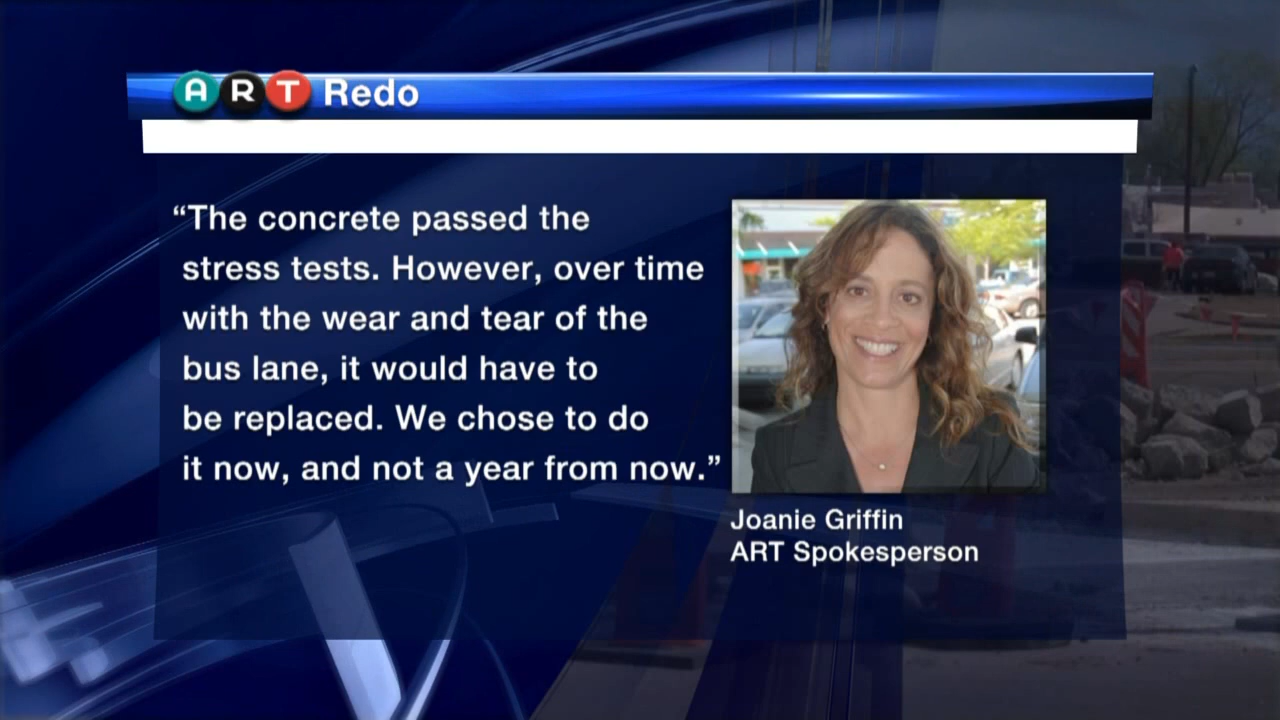 ART Redo
“The concrete passed the
stress tests. However, over time
with the wear and tear of the
bus lane, it would have to
be replaced. We chose to do
it now, and not a year from now.”
Joanie Griffin
ART Spokesperson